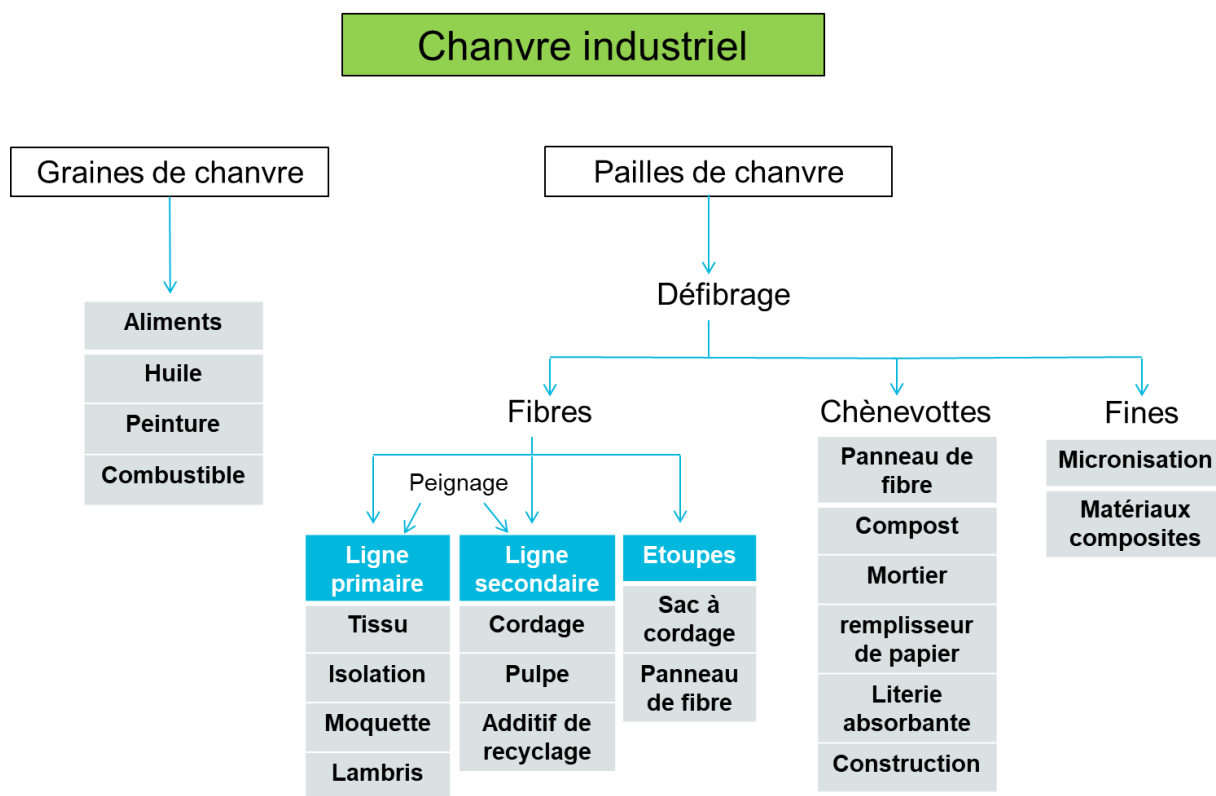 Chanvre industriel
Graines de chanvre
Pailles de chanvre
Défibrage
Aliments
Huile
Peinture
Combustible
Fibres
Chènevottes
Fines
Peignage
Ligne
primaire
Tissu
Isolation
Moquette
Lambris
Ligne
secondaire
Cordage
Pulpe
Additif de
recyclage
Etoupes
Sac à
cordage
Panneau
de fibre
Panneau de
fibre
Compost
Mortier
remplisseur
de papier
Literie
absorbante
Construction
Micronisation
Matériaux
composites